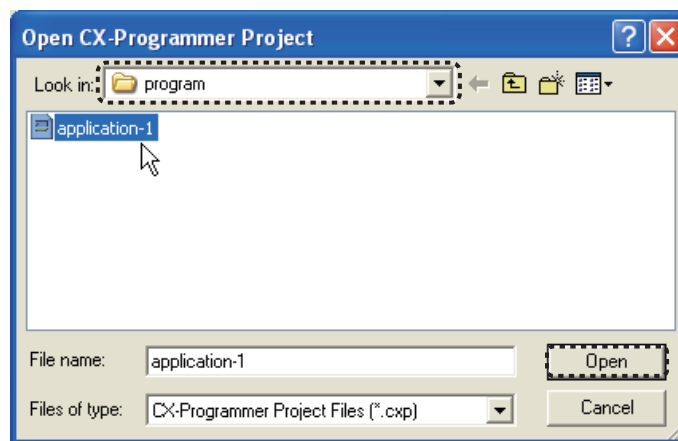 Open CX-Programmer Project
Look in: program
application-1
File name: application-1
Open
Files of type: CX-Programmer Project Files (*.cxp)
Cancel